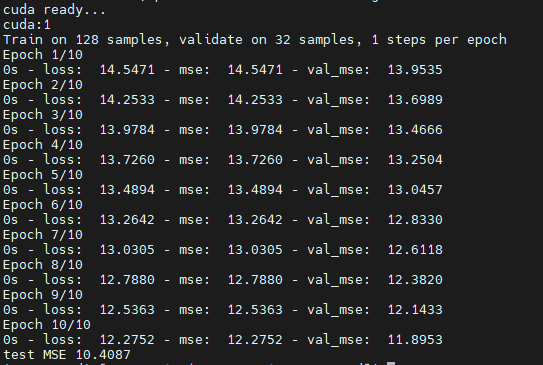 cuda ready...
cuda:1
Train on 128 samples, validate on 32 samples, 1 steps per epoch
Epoch 1/10
0s - loss:  14.5471 - mse:  14.5471 - val_mse:  13.9535
Epoch 2/10
0s - loss:  14.2533 - mse:  14.2533 - val_mse:  13.6989
Epoch 3/10
0s - loss:  13.9784 - mse:  13.9784 - val_mse:  13.4666
Epoch 4/10
0s - loss:  13.7260 - mse:  13.7260 - val_mse:  13.2504
Epoch 5/10
0s - loss:  13.4894 - mse:  13.4894 - val_mse:  13.0457
Epoch 6/10
0s - loss:  13.2642 - mse:  13.2642 - val_mse:  12.8330
Epoch 7/10
0s - loss:  13.0305 - mse:  13.0305 - val_mse:  12.6118
Epoch 8/10
0s - loss:  12.7880 - mse:  12.7880 - val_mse:  12.3820
Epoch 9/10
0s - loss:  12.5363 - mse:  12.5363 - val_mse:  12.1433
Epoch 10/10
0s - loss:  12.2752 - mse:  12.2752 - val_mse:  11.8953
test MSE 10.4087